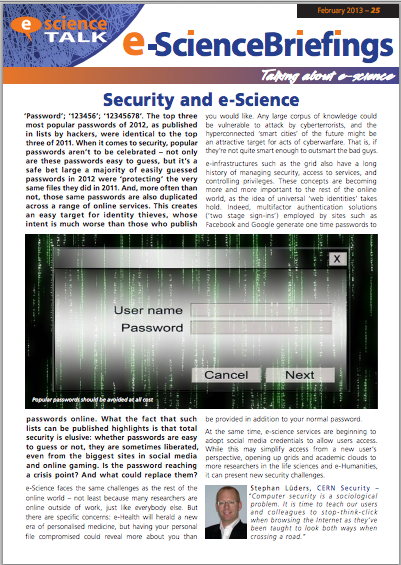 e science
TALK
February 2013 – 25
e-ScienceBriefings
Talking about e-science
Security and e-Science
'Password'; '123456'; '12345678'. The top three
most popular passwords of 2012, as published
in lists by hackers, were identical to the top
three of 2011. When it comes to security, popular
passwords aren't to be celebrated – not only
are these passwords easy to guess, but it's a
safe bet large a majority of easily guessed
passwords in 2012 were 'protecting' the very
same files they did in 2011. And, more often than
not, those same passwords are also duplicated
across a range of online services. This creates
an easy target for identity thieves, whose
intent is much worse than those who publish
passwords online. What the fact that such
lists can be published highlights is that total
security is elusive: whether passwords are easy
to guess or not, they are sometimes liberated,
even from the biggest sites in social media
and online gaming. Is the password reaching
a crisis point? And what could replace them?
e-Science faces the same challenges as the rest of the
online world – not least because many researchers are
online outside of work, just like everybody else. But
there are specific concerns: e-Health will herald a new
era of personalised medicine, but having your personal
file compromised could reveal more about you than
you would like. Any large corpus of knowledge could
be vulnerable to attack by cyberterrorists, and the
hyperconnected 'smart cities' of the future might be
an attractive target for acts of cyberwarfare. That is, if
they're not quite smart enough to outsmart the bad guys.
e-infrastructures such as the grid also have a long
history of managing security, access to services, and
controlling privileges. These concepts are becoming
more and more important to the rest of the online
world, as the idea of universal 'web identities' takes
hold. Indeed, multifactor authentication solutions
('two stage sign-ins') employed by sites such as
Facebook and Google generate one time passwords to
be provided in addition to your normal password
At the same time, e-science services are beginning to
adopt social media credentials to allow users access.
While this may simplify access from a new user's
perspective, opening up grids and academic clouds to
more researchers in the life sciences and e-Humanities,
it can present new security challenges.
Stephan Lüders, CERN Security –
"Computer security is a sociological
problem. It is time to teach our users
and colleagues to stop-think-click
when browsing the Internet as they've
been taught to look both ways when
crossing a road."
X
User name
Password
Cancel Next
Popular passwords should be avoided at all cost